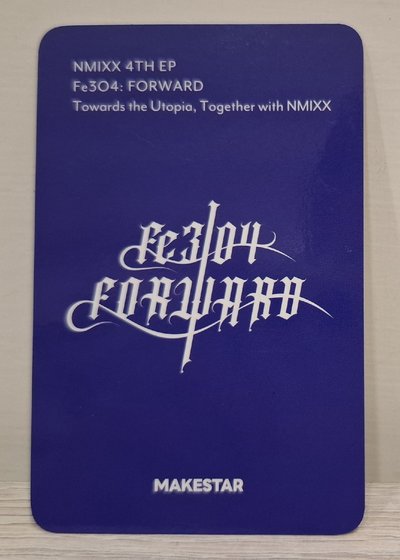 NMIXX 4TH EP
Fe3O4: FORWARD
Towards the Utopia, Together with NMIXX
Fe3O4
FORWARD
MAKESTAR